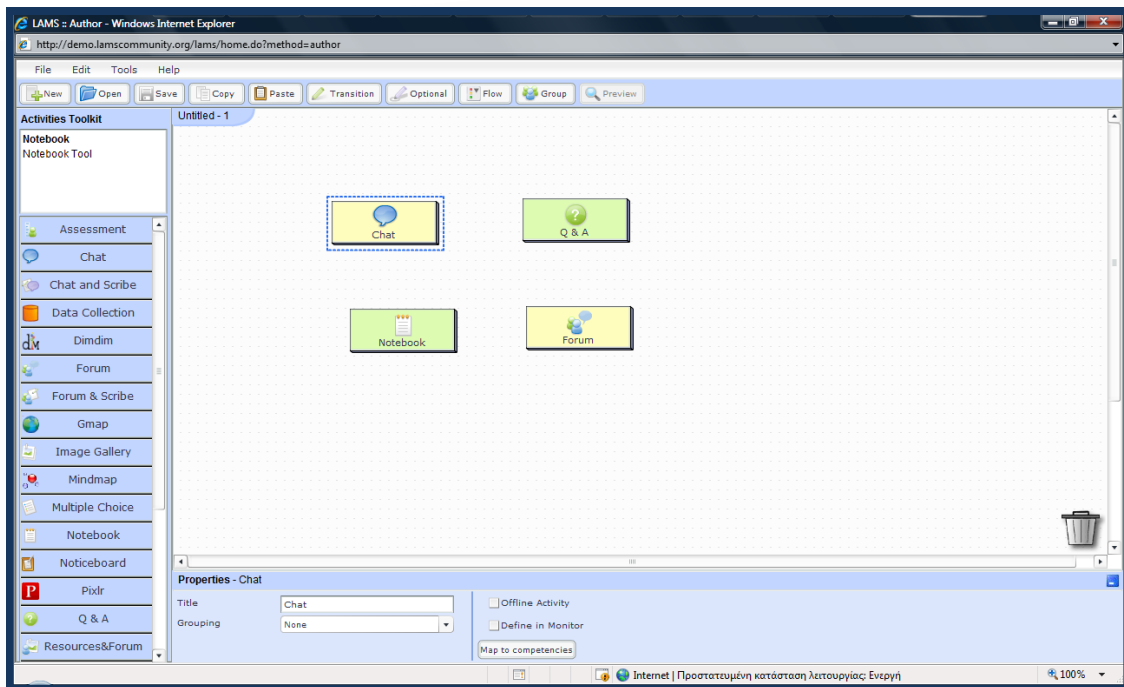 LAMS :: Author - Windows Internet Explorer
http://demo.lamscommunity.org/lams/home.do?method=author
File Edit Tools Help
New Open Save Copy Paste Transition Optional Flow Group Preview
Activities Toolkit
Untitled - 1
Notebook
Notebook Tool
Chat
Q & A
Notebook
Forum
Assessment
Chat
Chat and Scribe
Data Collection
Dimdim
Forum
Forum & Scribe
Gmap
Image Gallery
Mindmap
Multiple Choice
Notebook
Noticeboard
Pixlr
Q & A
Resources&Forum
Properties - Chat
Title Chat
Grouping None
Offline Activity
Define in Monitor
Map to competencies
Internet | Προστατευμένη κατάσταση λειτουργίας: Ενεργή
100%